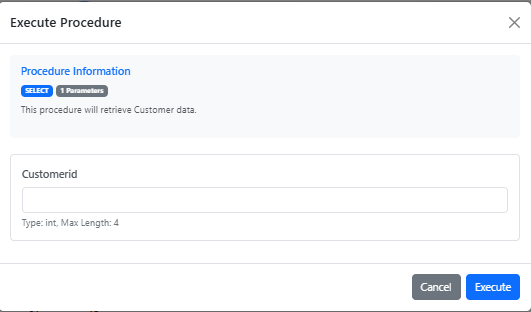 Execute Procedure
Procedure Information
SELECT 1 Parameters
This procedure will retrieve Customer data.
Customerid
Type: int, Max Length: 4
Cancel Execute